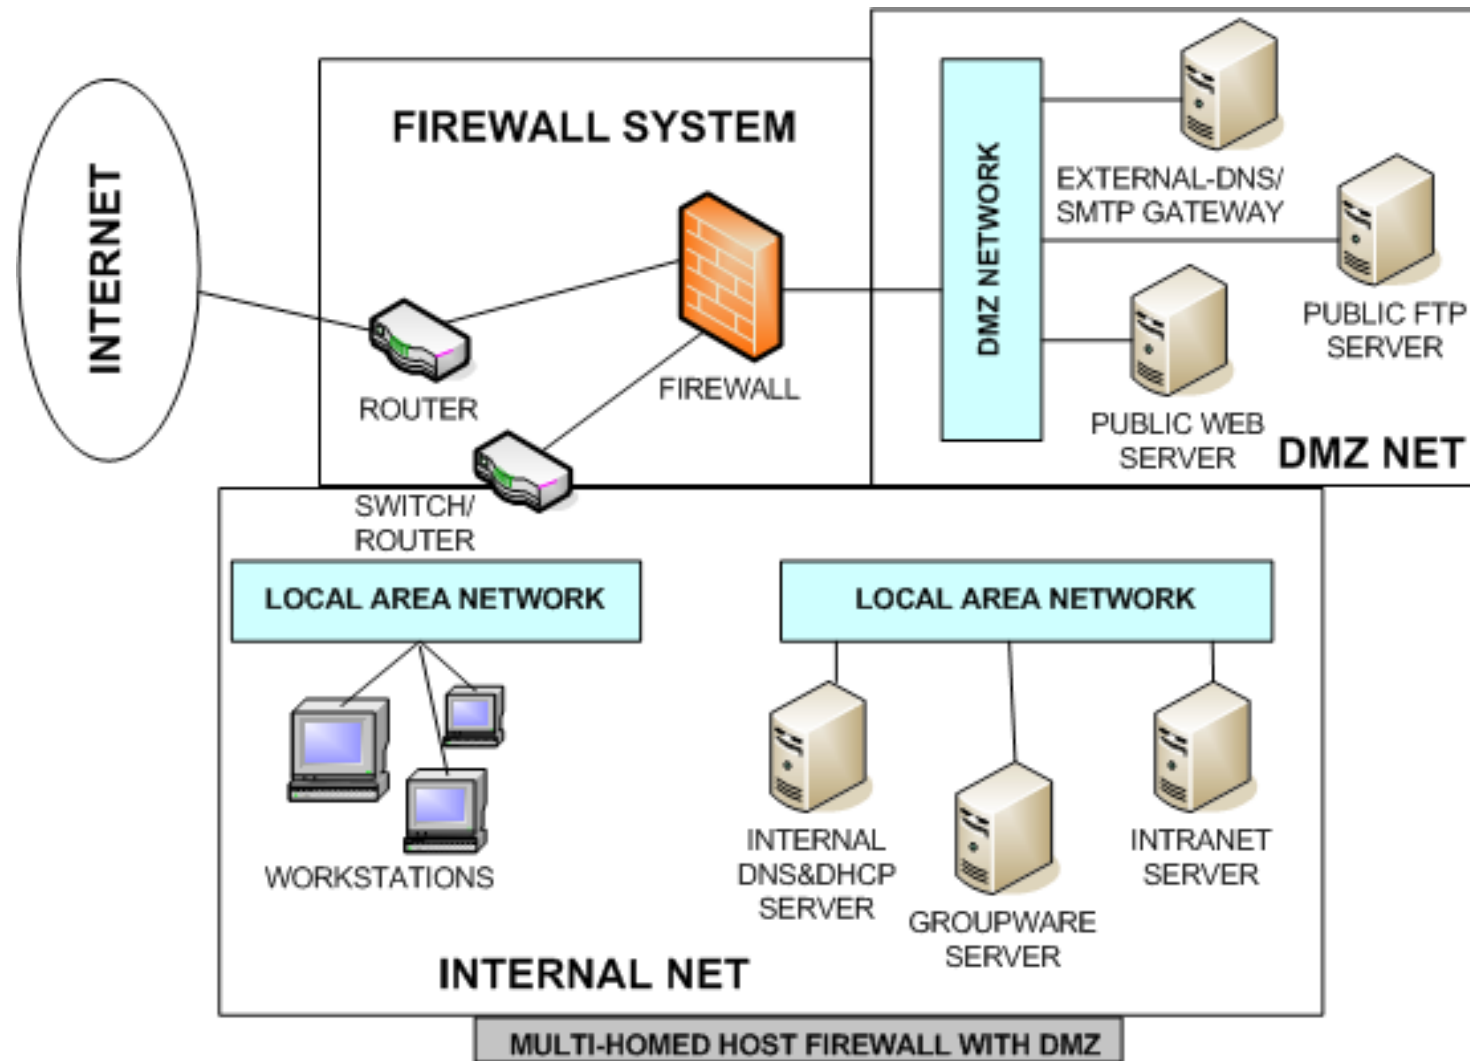 FIREWALL SYSTEM
INTERNET
ROUTER
FIREWALL
SWITCH/
ROUTER
DMZ NETWORK
EXTERNAL-DNS/
SMTP GATEWAY
PUBLIC FTP
SERVER
PUBLIC WEB
SERVER
DMZ NET
LOCAL AREA NETWORK
WORKSTATIONS
LOCAL AREA NETWORK
INTERNAL
DNS&DHCP
SERVER
GROUPWARE
SERVER
INTRANET
SERVER
INTERNAL NET
MULTI-HOMED HOST FIREWALL WITH DMZ